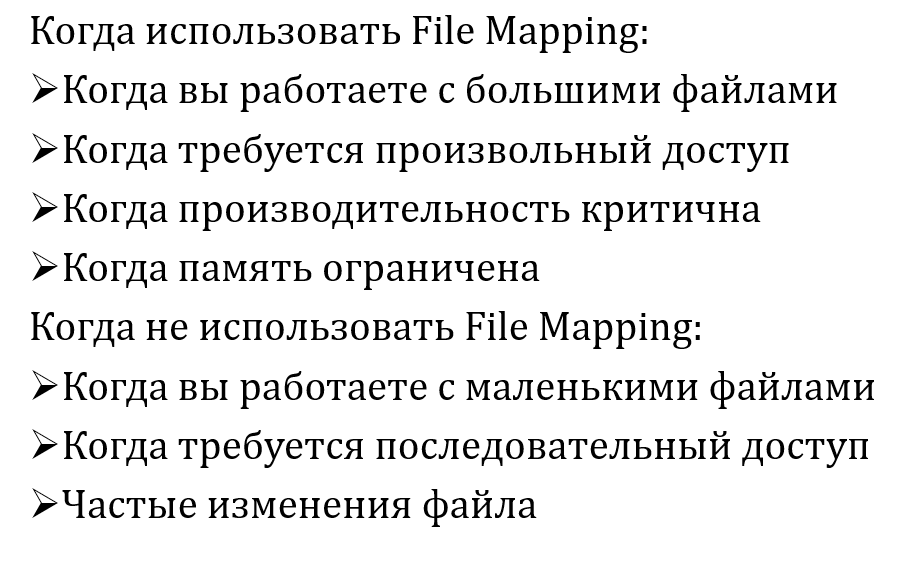 Когда использовать File Mapping:
➢Когда вы работаете с большими файлами
➢Когда требуется произвольный доступ
➢Когда производительность критична
➢Когда память ограничена
Когда не использовать File Mapping:
➢Когда вы работаете с маленькими файлами
➢Когда требуется последовательный доступ
➢Частые изменения файла